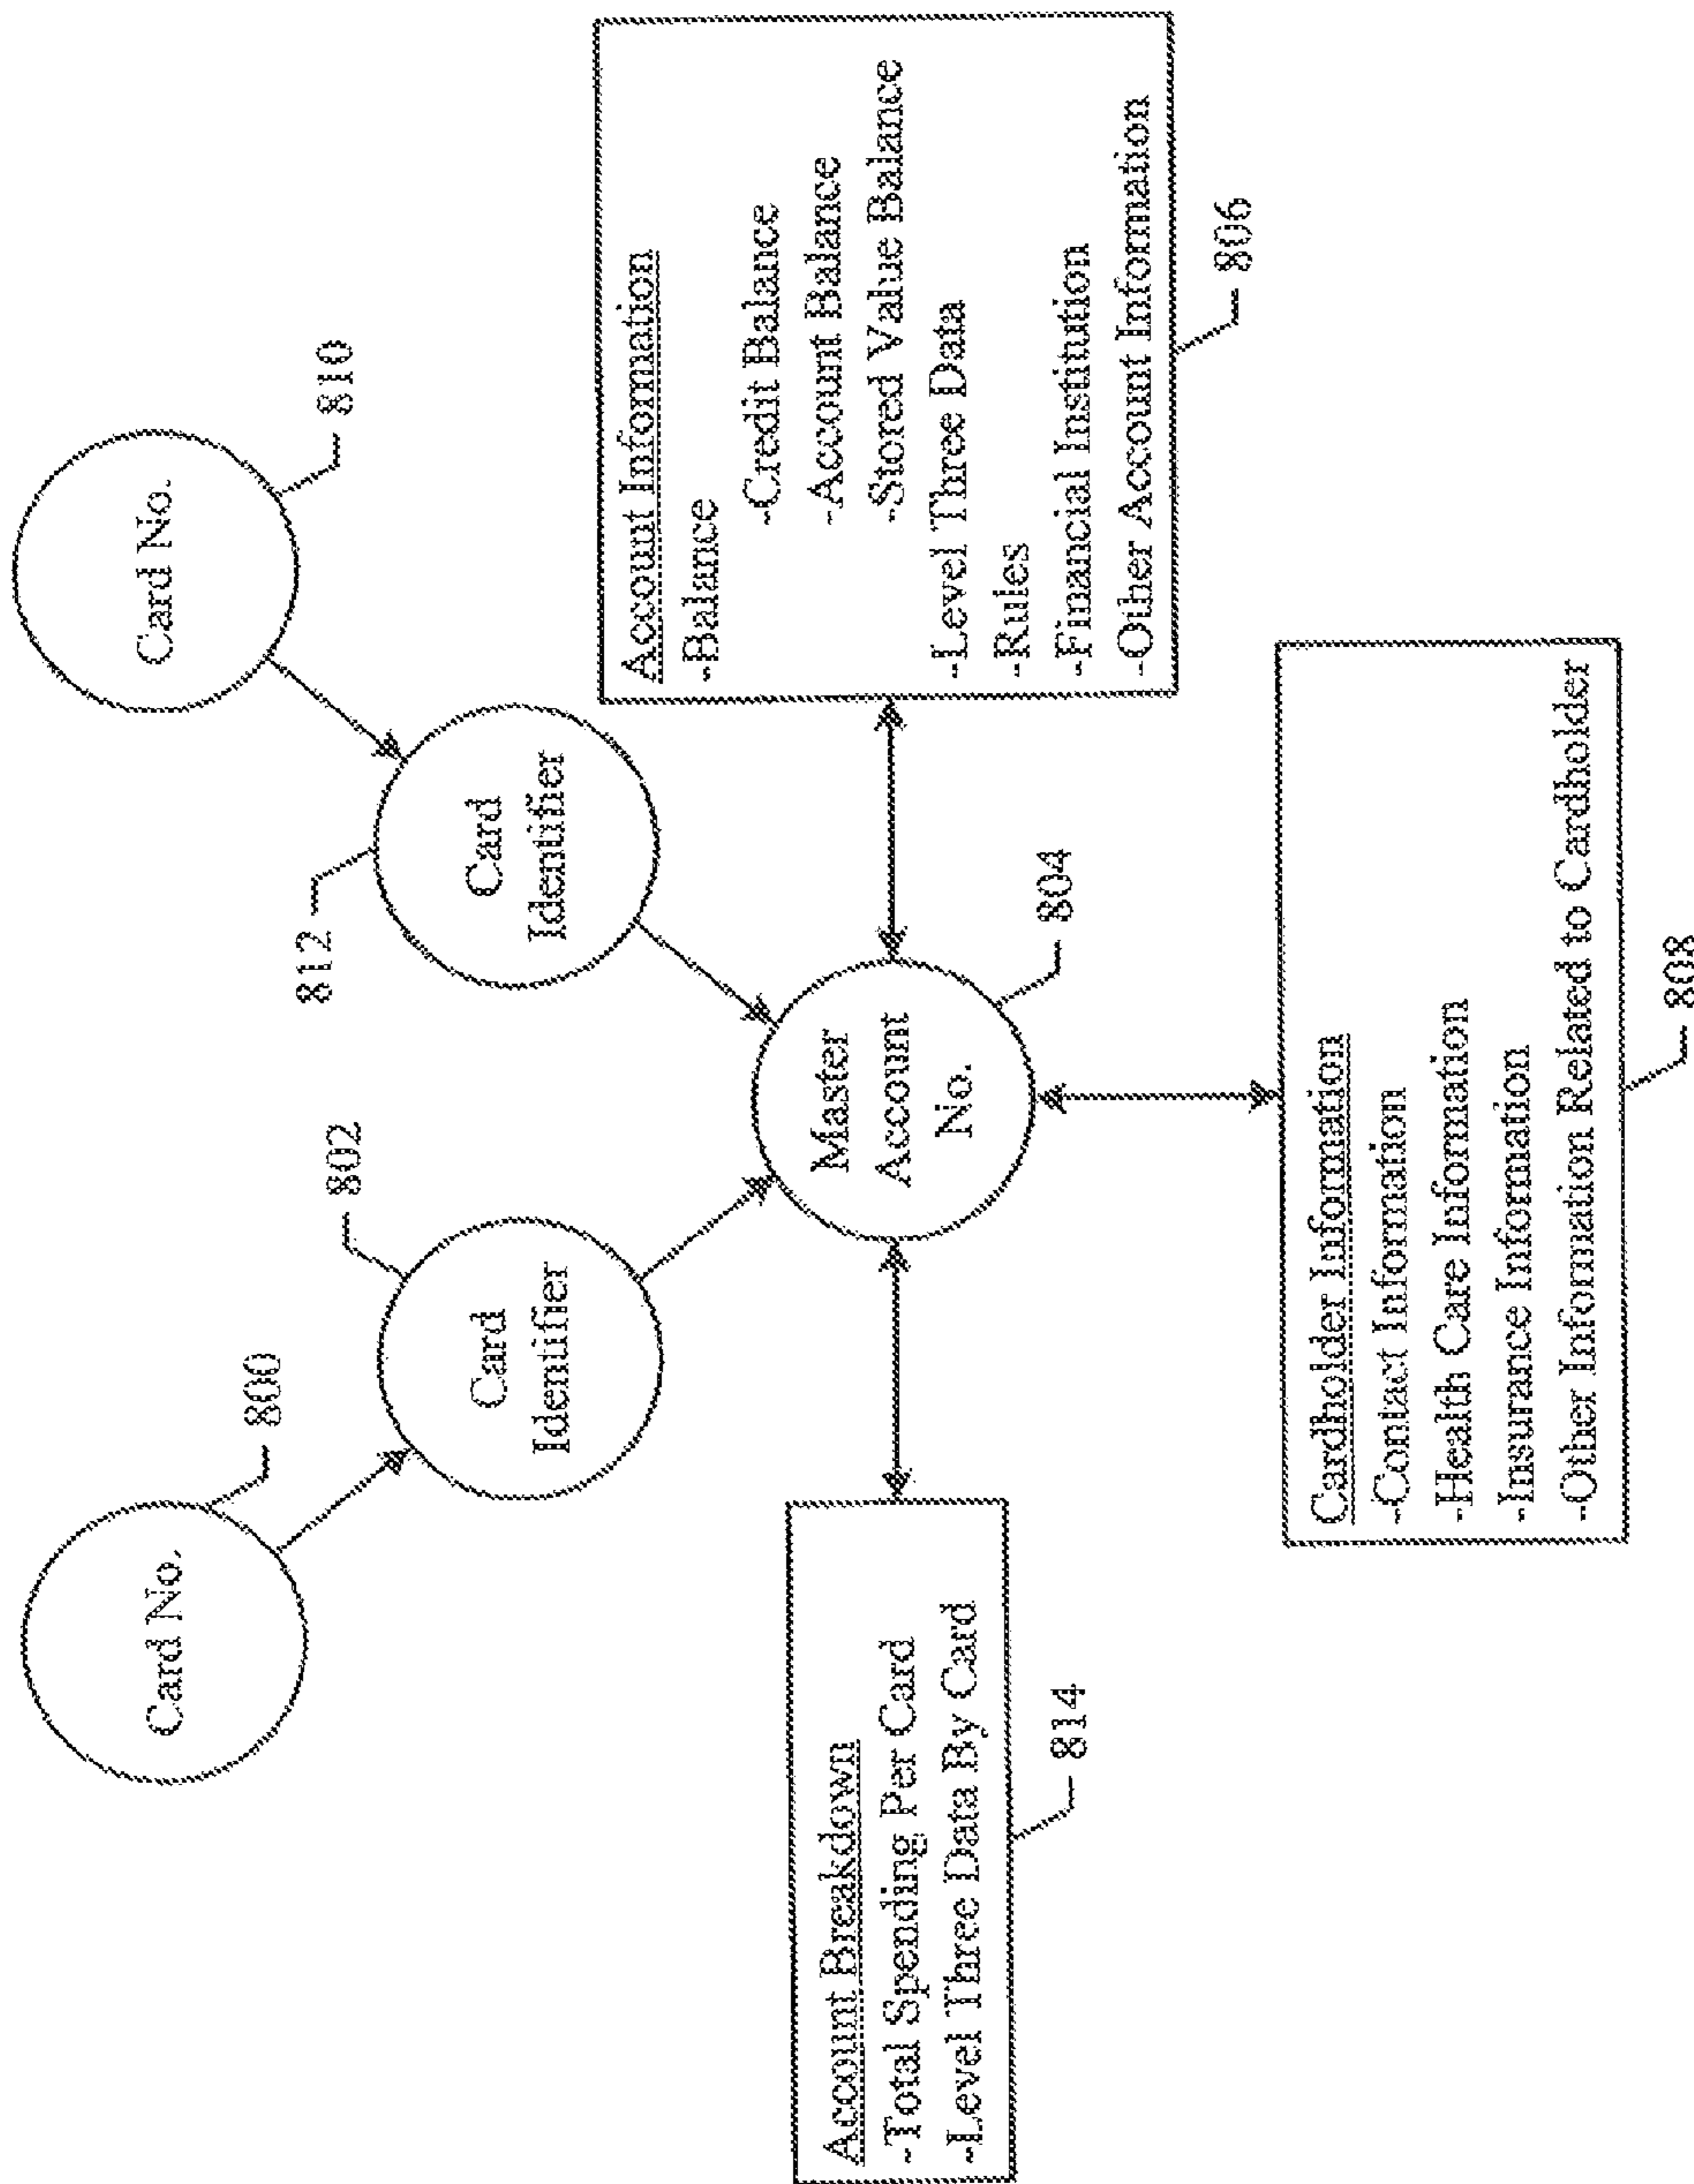 Card No.
800
Card No.
810
Card
Identifier
802
812
Card
Identifier
Master
Account
No.
804
Account Breakdown
-Total Spending Per Card
-Level Three Data By Card
814
Account Infomation
-Balance
-Credit Balance
-Account Balance
-Stored Value Balance
-Level Three Data
-Rules
-Financial Institution
-Other Account Information
806
Cardholder Information
-Contact Information
-Health Care Information
-Insurance Information
-Other Information Related to Cardholder
808